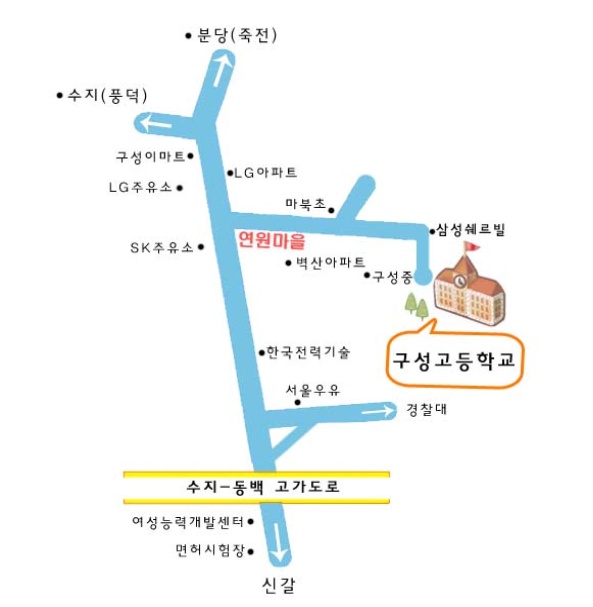 분당(죽전)
수지(풍덕)
구성이마트
LG아파트
LG주유소
마북초
삼성쉐르빌
연원마을
SK주유소
벽산아파트
구성중
한국전력기술
구성고등학교
서울우유
경찰대
수지-동백 고가도로
여성능력개발센터
면허시험장
신갈